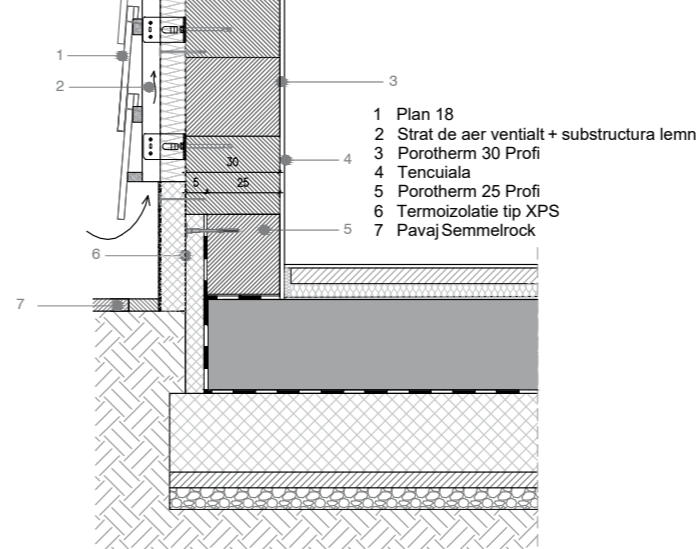 1
2
3
1 Plan 18
2 Strat de aer ventialt + substructura lemn
3 Porotherm 30 Profi
4 Tencuiala
5 Porotherm 25 Profi
6 Termoizolatie tip XPS
7 Pavaj Semmelrock
30
4
5 25
5
6
7